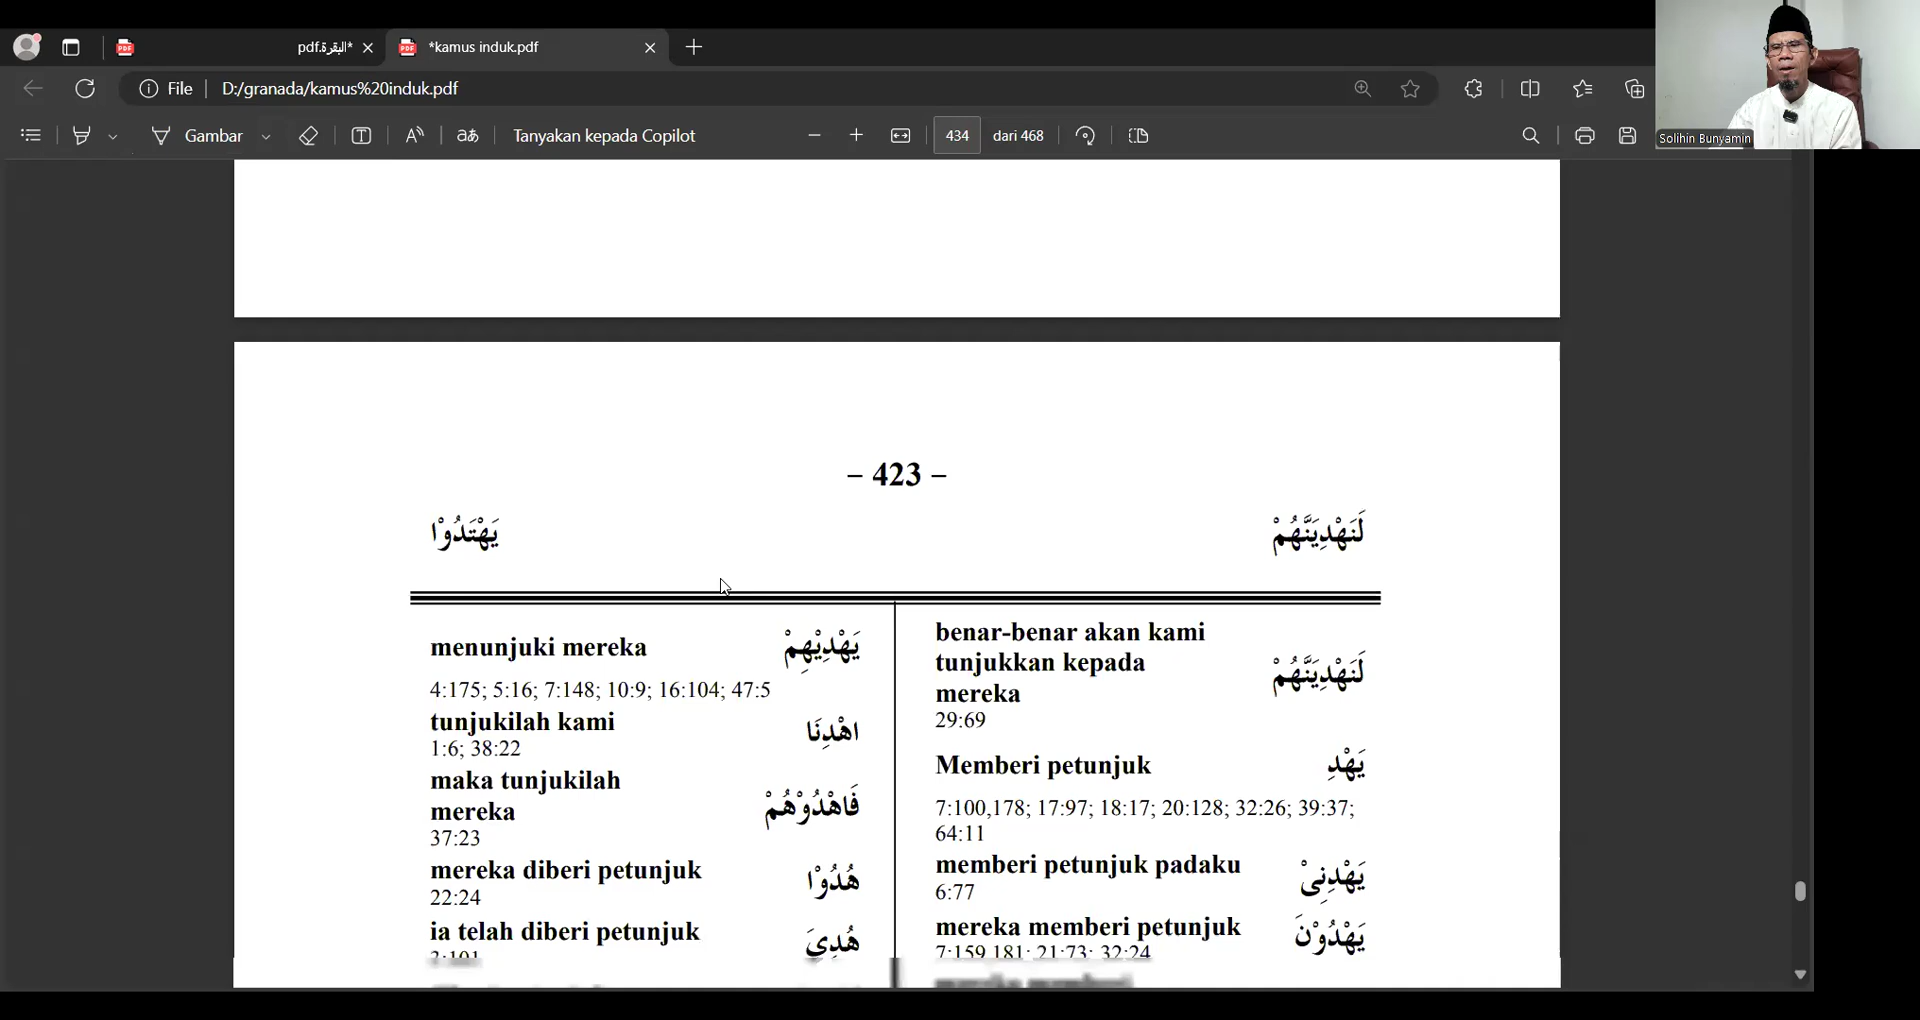 البقرة.pdf*
*kamus induk.pdf
File
D:/granada/kamus%20induk.pdf
Gambar
Tanyakan kepada Copilot
434 dari 468
Solihin Bunyamin
– 423 –
لَنَهْدِيَنَّهُمْ
يَهْتَدُوْا
benar-benar akan kami
tunjukkan kepada
mereka
لَنَهْدِيَنَّهُمْ
29:69
Memberi petunjuk يَهْدِ
7:100,178; 17:97; 18:17; 20:128; 32:26; 39:37;
64:11
memberi petunjuk padaku يَهْدِنِىْ
6:77
mereka memberi petunjuk يَهْدُوْنَ
7:159,181; 21:73; 32:24
menunjuki mereka يَهْدِيْهِمْ
4:175; 5:16; 7:148; 10:9; 16:104; 47:5
tunjukilah kami اهْدِنَا
1:6; 38:22
maka tunjukilah
mereka
فَاهْدُوْهُمْ
37:23
mereka diberi petunjuk هُدُوْا
22:24
ia telah diberi petunjuk هُدِيَ
3:101